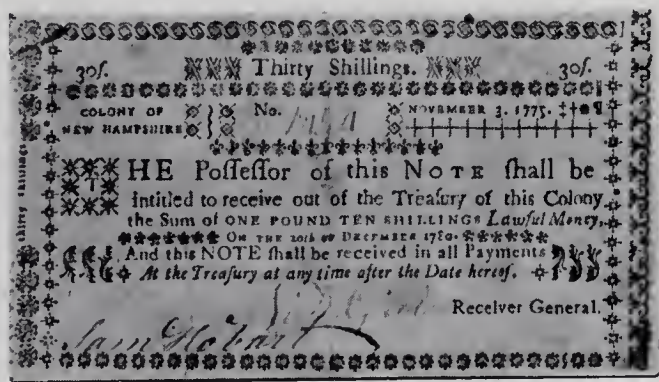 30ſ. Thirty Shillings. 30ſ.
COLONY OF No. NOVEMBER 3. 1775. ‡†☙¶
NEW HAMPSHIRE
THE Poſſeſſor of this NOTE ſhall be
intitled to receive out of the Treaſury of this Colony
the Sum of ONE POUND TEN SHILLINGS Lawful Money,
ON THE 20th OF DECEMBER 1780.
And this NOTE ſhall be received in all Payments
At the Treaſury at any time after the Date hereof.
Receiver General.
Sam Hobart
thirty shillings